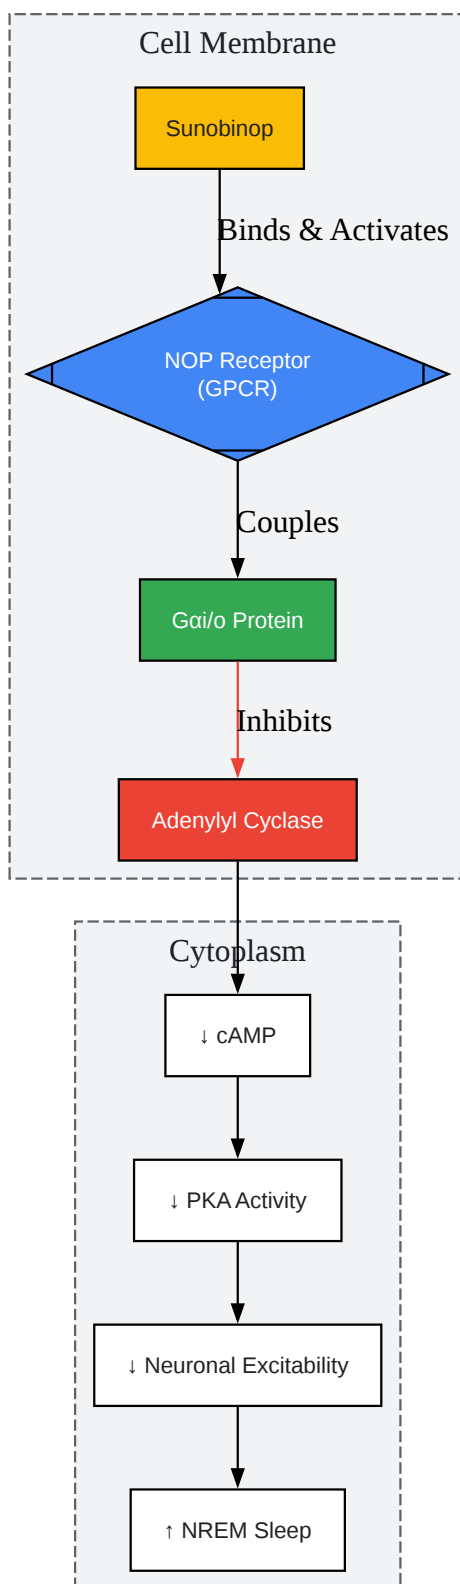 Cell Membrane
Sunobinop
Binds & Activates
NOP Receptor
(GPCR)
Couples
Gαi/o Protein
Inhibits
Adenylyl Cyclase
Cytoplasm
↓ cAMP
↓ PKA Activity
↓ Neuronal Excitability
↑ NREM Sleep